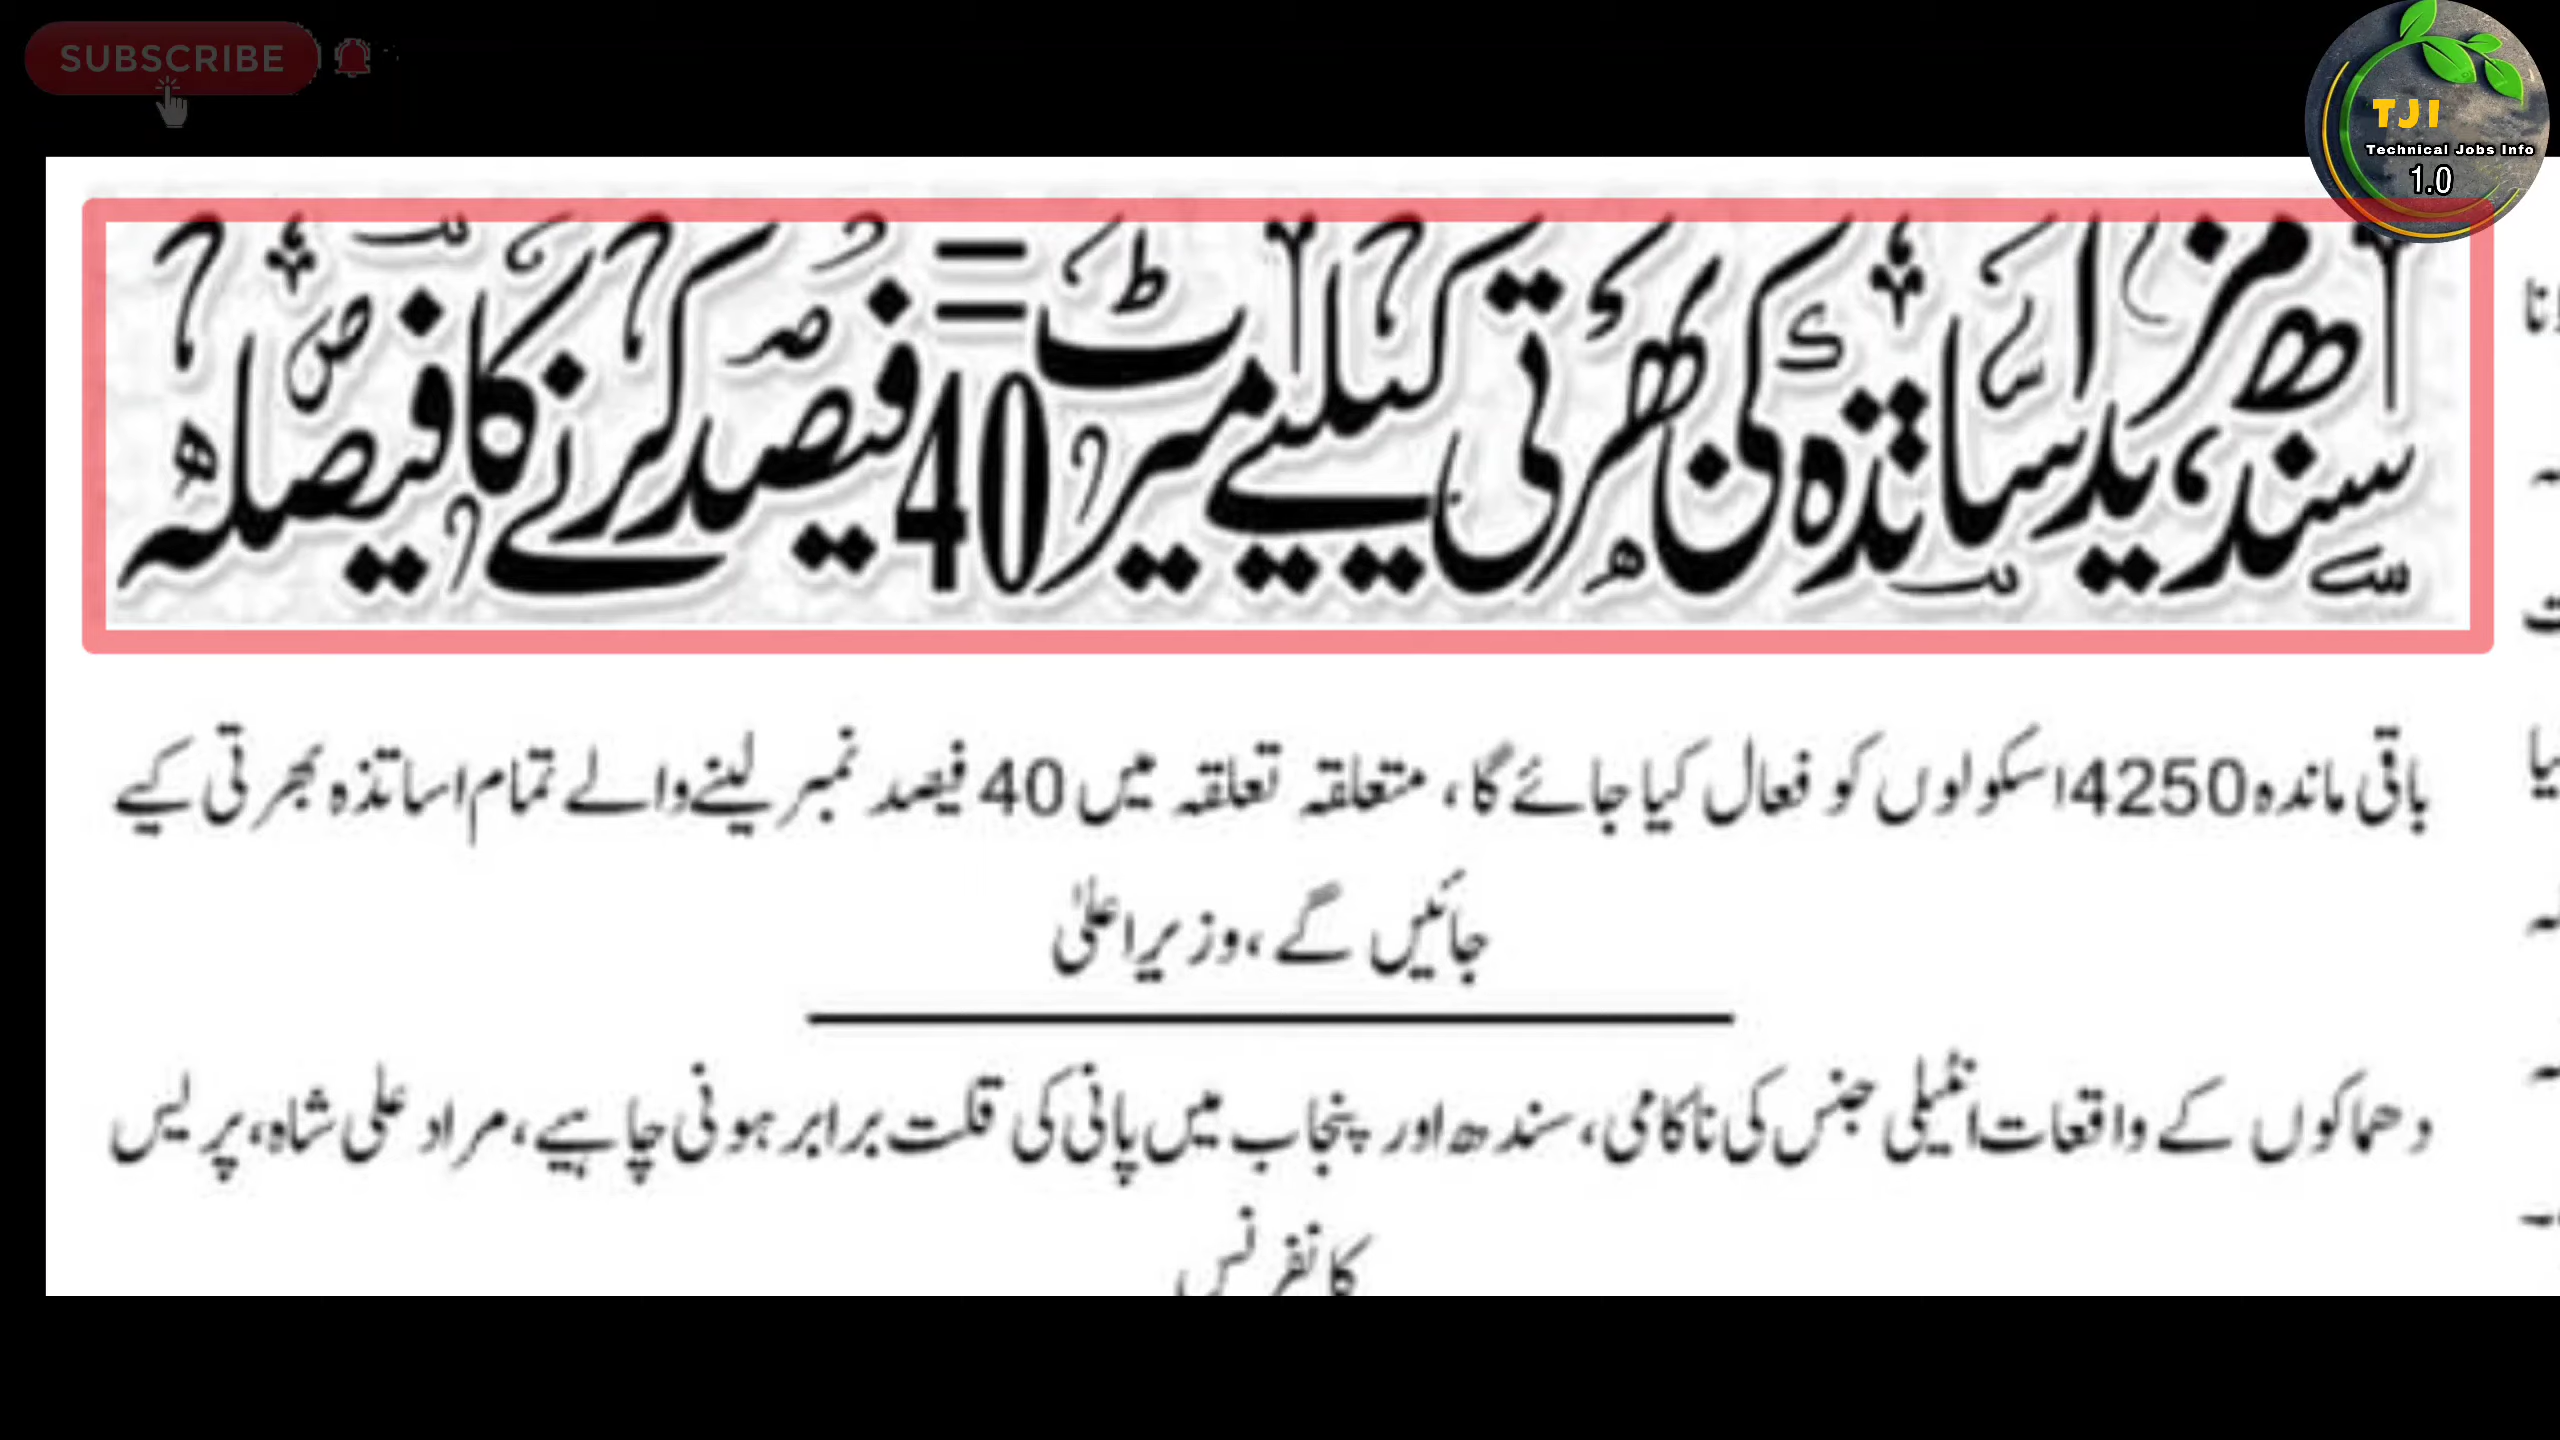 SUBSCRIBE
TJI
Technical Jobs Info
1.0
سندھ، مزید اساتذہ کی بھرتی کیلئے میرٹ 40 فیصد کرنے کا فیصلہ
باقی ماندہ 4250 اسکولوں کو فعال کیا جائے گا، متعلقہ تعلقہ میں 40 فیصد نمبر لینے والے تمام اساتذہ بھرتی کیے
جائیں گے، وزیراعلیٰ
دھماکوں کے واقعات انٹیلی جنس کی ناکامی، سندھ اور پنجاب میں پانی کی قلت برابر ہونی چاہیے، مراد علی شاہ، پریس
کانفرنس